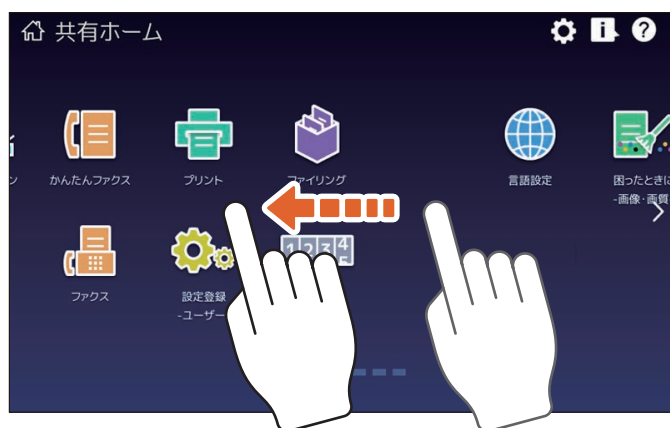 共有ホーム
i
?
かんたんファクス
プリント
ファイリング
言語設定
困ったときに
-画像・画質
ン
ファクス
設定登録
-ユーザー
1 2 3 4